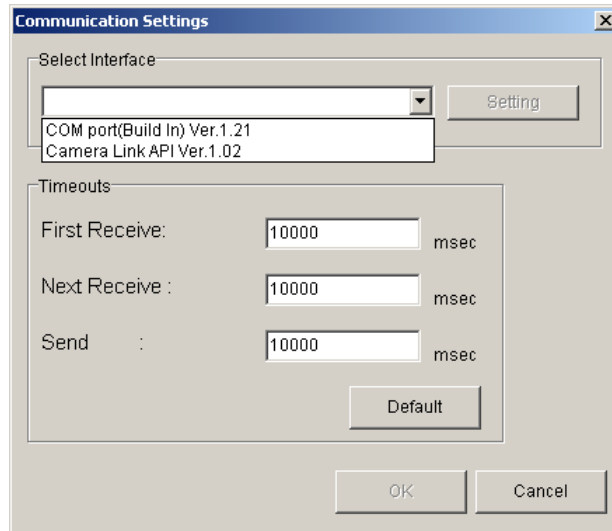 Communication Settings
Select Interface
Setting
COM port(Build In) Ver.1.21
Camera Link API Ver.1.02
Timeouts
First Receive: 10000 msec
Next Receive : 10000 msec
Send : 10000 msec
Default
OK Cancel